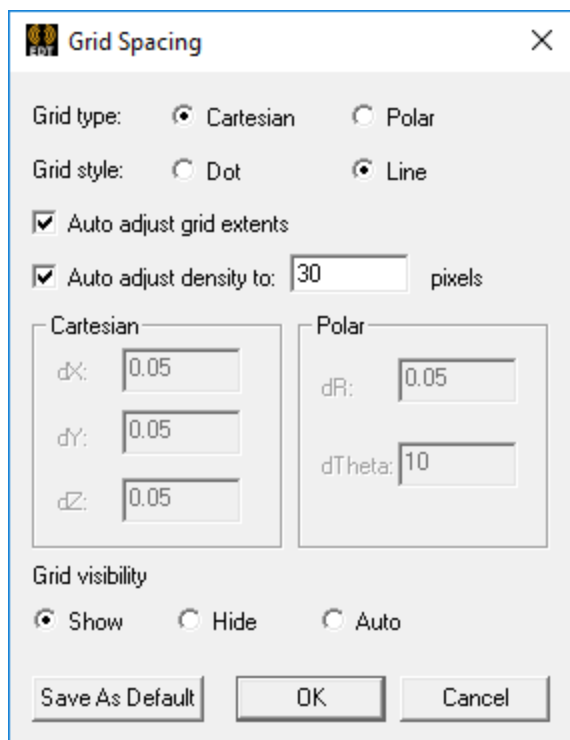 EDT Grid Spacing
Grid type: Cartesian Polar
Grid style: Dot Line
Auto adjust grid extents
Auto adjust density to: 30 pixels
Cartesian Polar
dX: 0.05 dR: 0.05
dY: 0.05 dTheta: 10
dZ: 0.05
Grid visibility
Show Hide Auto
Save As Default OK Cancel